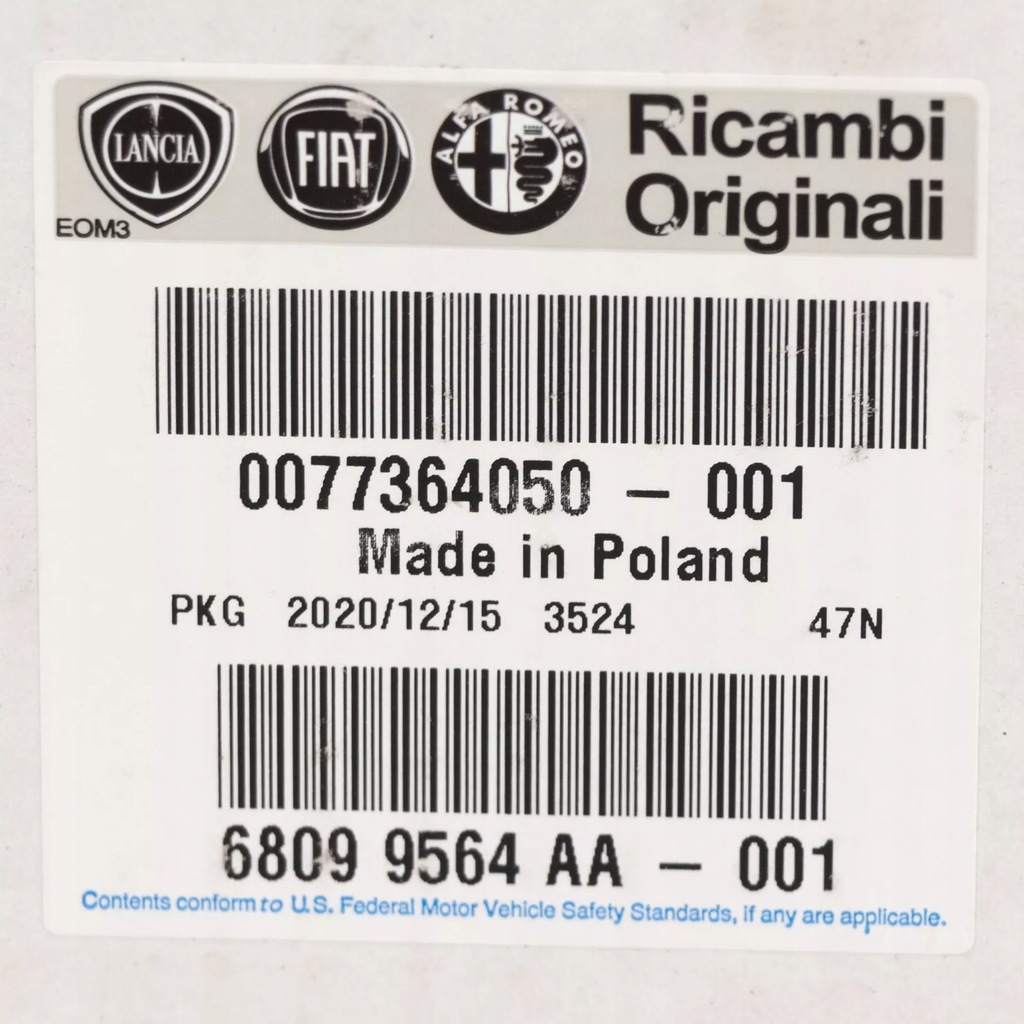 LANCIA FIAT ALFA ROMEO Ricambi
Originali
EOM3
0077364050 – 001
Made in Poland
PKG 2020/12/15 3524 47N
6809 9564 AA – 001
Contents conform to U.S. Federal Motor Vehicle Safety Standards, if any are applicable.